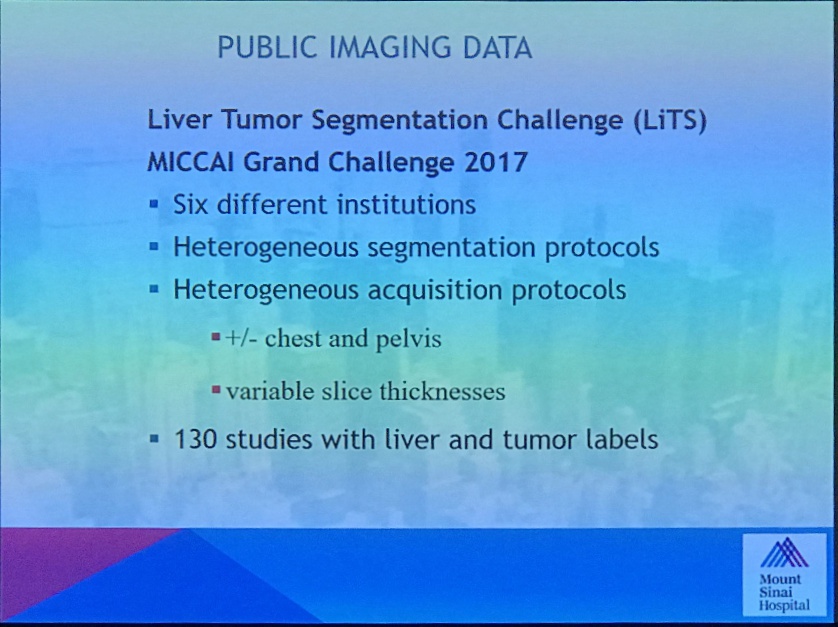 PUBLIC IMAGING DATA
Liver Tumor Segmentation Challenge (LiTS)
MICCAI Grand Challenge 2017
▪ Six different institutions
▪ Heterogeneous segmentation protocols
▪ Heterogeneous acquisition protocols
▪ +/- chest and pelvis
▪ variable slice thicknesses
▪ 130 studies with liver and tumor labels
Mount
Sinai
Hospital